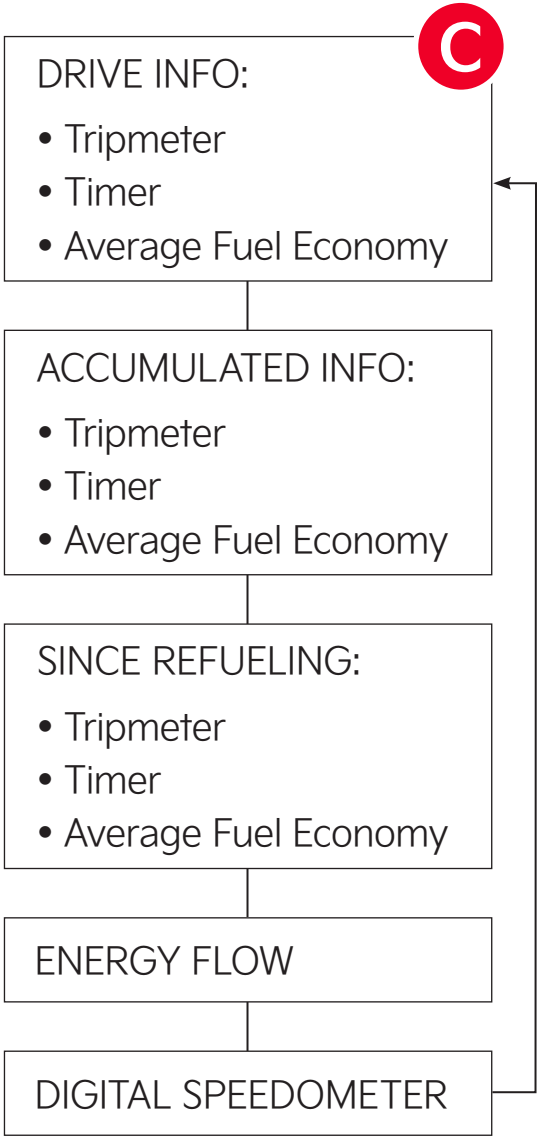 C
DRIVE INFO:
• Tripmeter
• Timer
• Average Fuel Economy
ACCUMULATED INFO:
• Tripmeter
• Timer
• Average Fuel Economy
SINCE REFUELING:
• Tripmeter
• Timer
• Average Fuel Economy
ENERGY FLOW
DIGITAL SPEEDOMETER